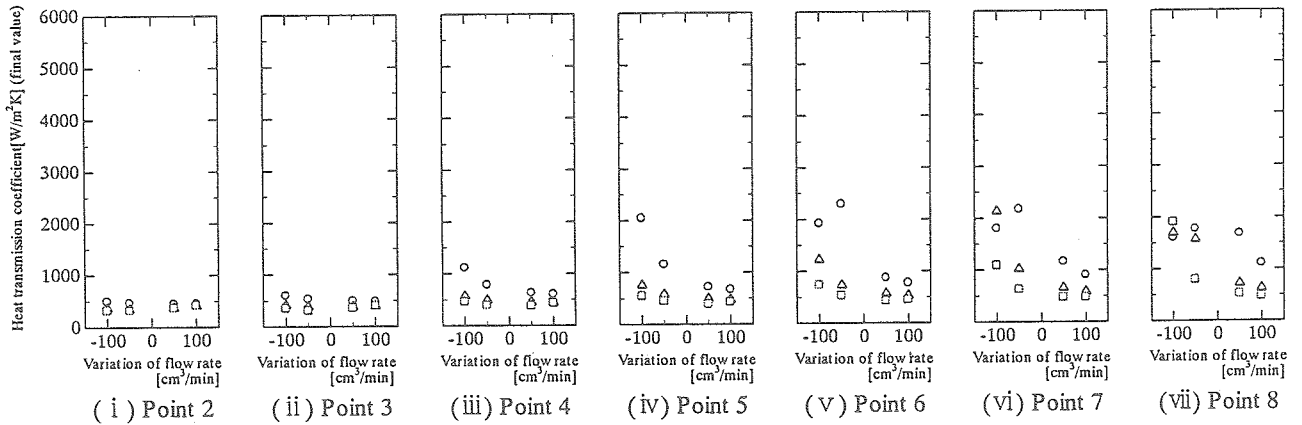 Heat transmission coefficient[W/m²K] (final value)
6000
5000
4000
3000
2000
1000
0
-100 0 100
-100 0 100
-100 0 100
-100 0 100
-100 0 100
-100 0 100
-100 0 100
Variation of flow rate
[cm³/min]
Variation of flow rate
[cm³/min]
Variation of flow rate
[cm³/min]
Variation of flow rate
[cm³/min]
Variation of flow rate
[cm³/min]
Variation of flow rate
[cm³/min]
Variation of flow rate
[cm³/min]
(i) Point 2
(ii) Point 3
(iii) Point 4
(iv) Point 5
(v) Point 6
(vi) Point 7
(vii) Point 8